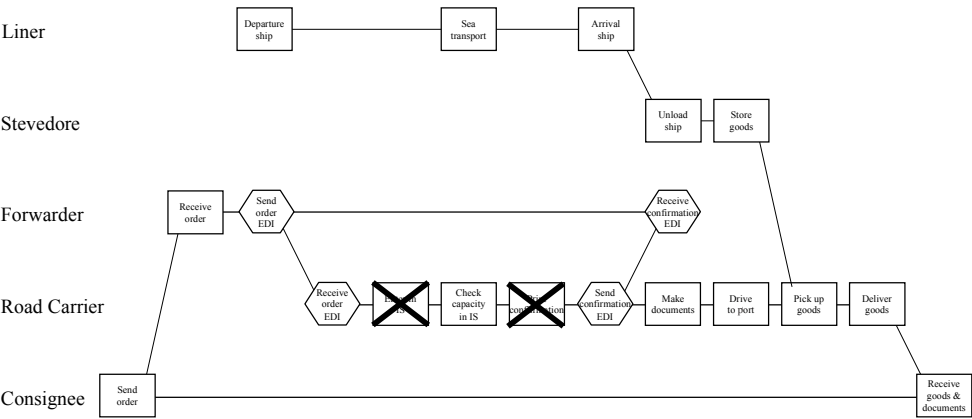 Liner
Departure
ship
Sea
transport
Arrival
ship
Stevedore
Unload
ship
Store
goods
Forwarder
Receive
order
Send
order
EDI
Receive
confirmation
EDI
Road Carrier
Receive
order
EDI
IS
Check
capacity
in IS
confirmation
Send
confirmation
EDI
Make
documents
Drive
to port
Pick up
goods
Deliver
goods
Consignee
Send
order
Receive
goods &
documents